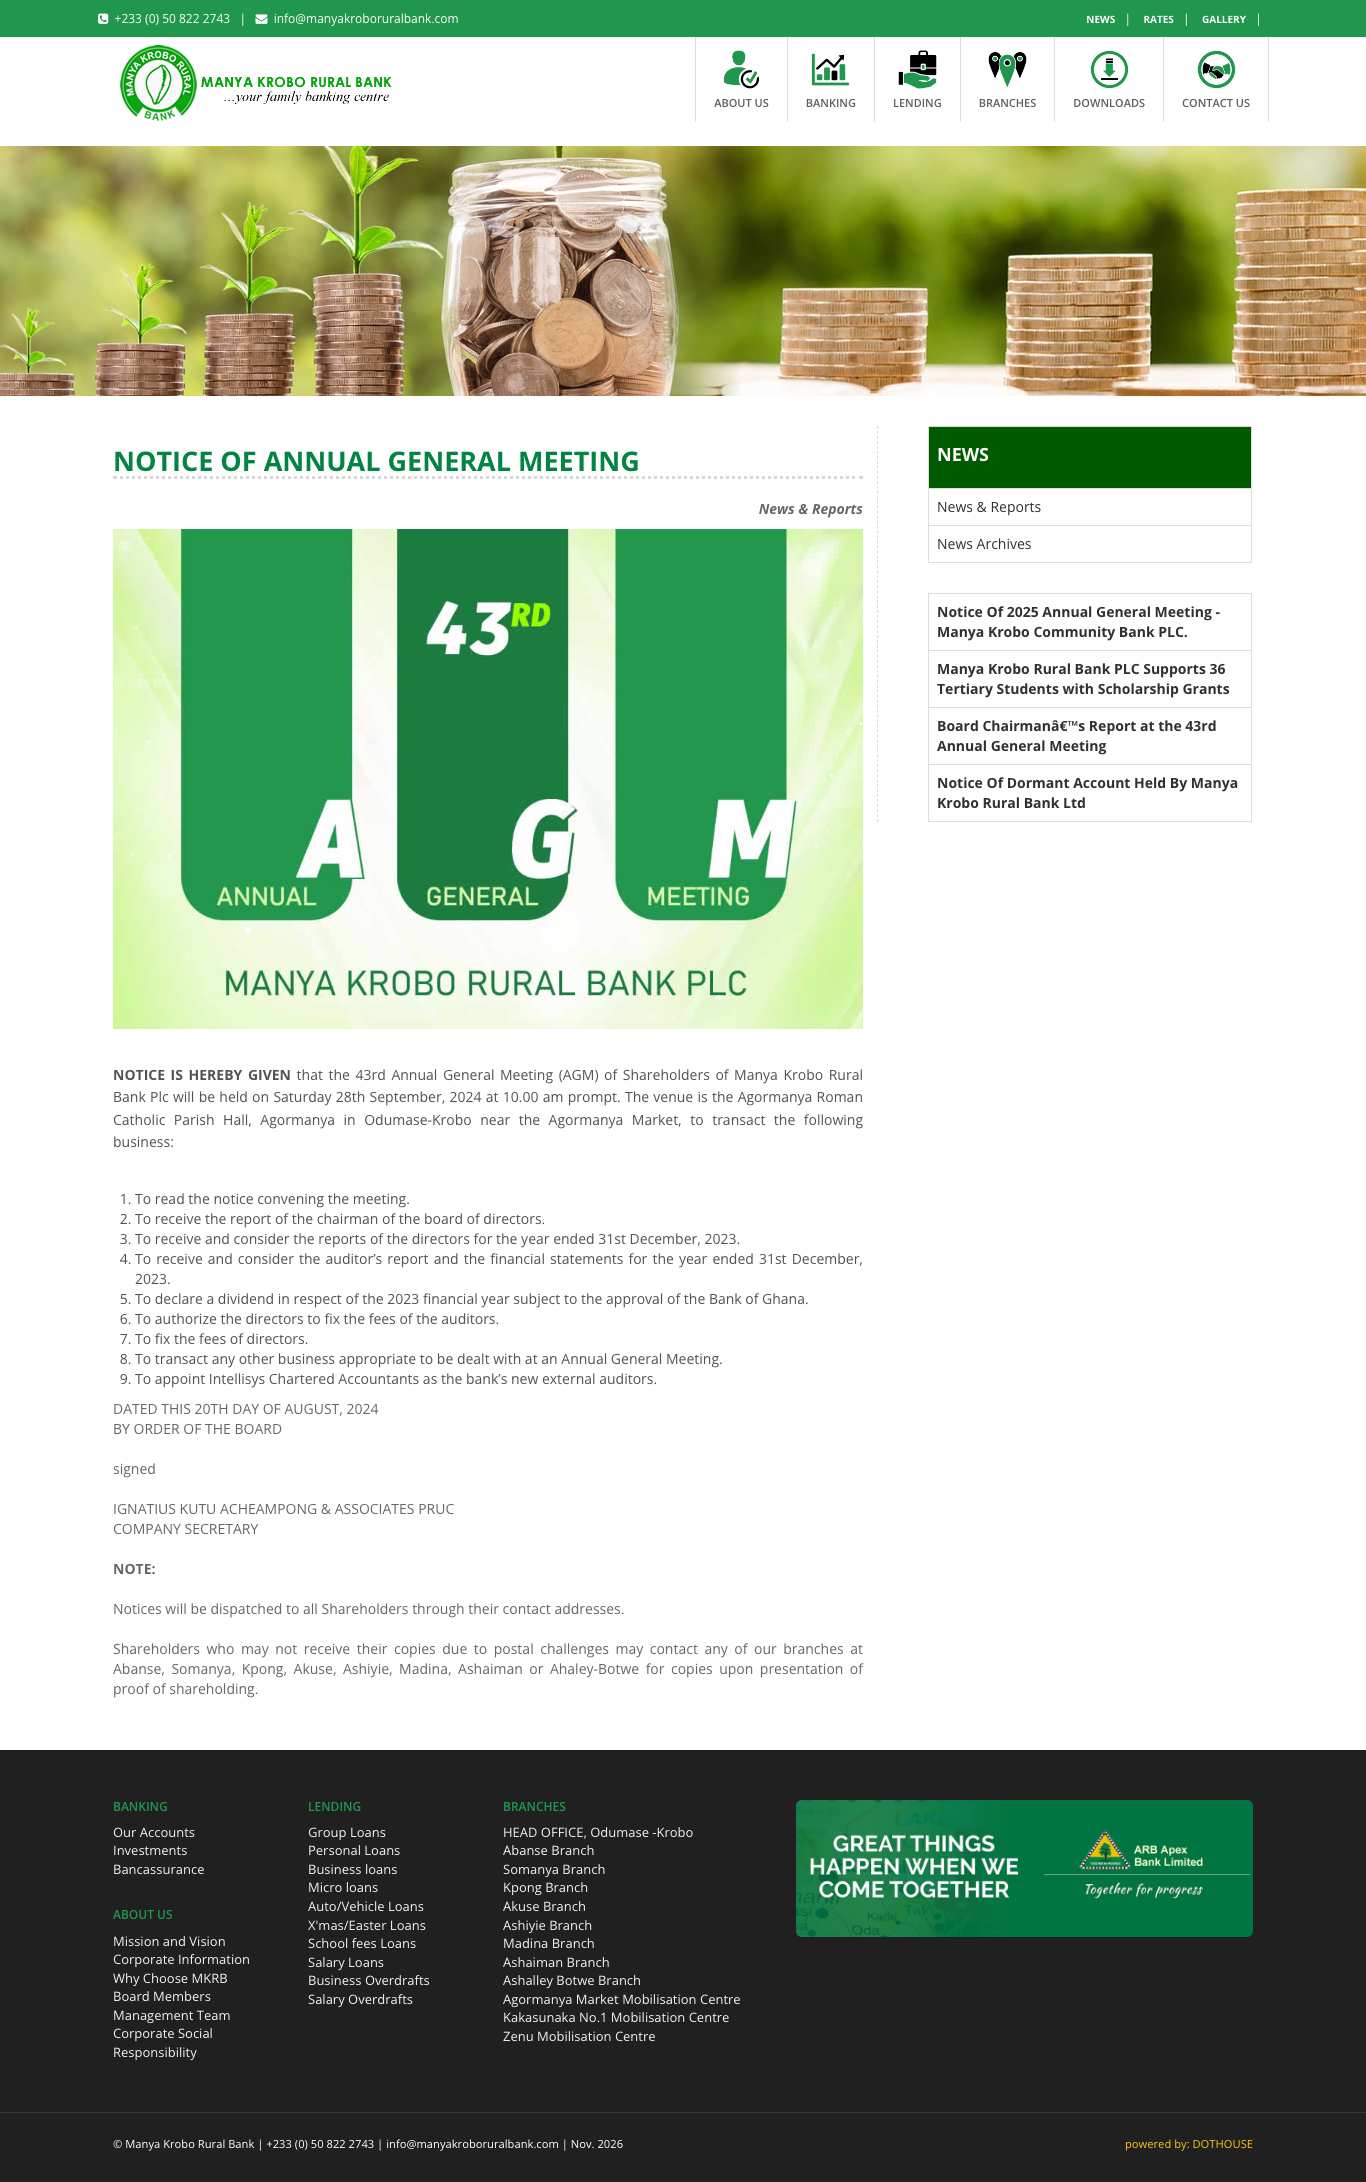 +233 (0) 50 822 2743 | info@manyakroboruralbank.com
NEWS | RATES | GALLERY |
MANYA KROBO RURAL BANK
MANYA KROBO RURAL BANK
...your family banking centre
ABOUT US
BANKING
LENDING
BRANCHES
DOWNLOADS
CONTACT US
NOTICE OF ANNUAL GENERAL MEETING
News & Reports
43RD
A G M
ANNUAL GENERAL MEETING
MANYA KROBO RURAL BANK PLC
NOTICE IS HEREBY GIVEN that the 43rd Annual General Meeting (AGM) of Shareholders of Manya Krobo Rural
Bank Plc will be held on Saturday 28th September, 2024 at 10.00 am prompt. The venue is the Agormanya Roman
Catholic Parish Hall, Agormanya in Odumase-Krobo near the Agormanya Market, to transact the following
business:
1. To read the notice convening the meeting.
2. To receive the report of the chairman of the board of directors.
3. To receive and consider the reports of the directors for the year ended 31st December, 2023.
4. To receive and consider the auditor’s report and the financial statements for the year ended 31st December,
2023.
5. To declare a dividend in respect of the 2023 financial year subject to the approval of the Bank of Ghana.
6. To authorize the directors to fix the fees of the auditors.
7. To fix the fees of directors.
8. To transact any other business appropriate to be dealt with at an Annual General Meeting.
9. To appoint Intellisys Chartered Accountants as the bank’s new external auditors.
DATED THIS 20TH DAY OF AUGUST, 2024
BY ORDER OF THE BOARD
signed
IGNATIUS KUTU ACHEAMPONG & ASSOCIATES PRUC
COMPANY SECRETARY
NOTE:
Notices will be dispatched to all Shareholders through their contact addresses.
Shareholders who may not receive their copies due to postal challenges may contact any of our branches at
Abanse, Somanya, Kpong, Akuse, Ashiyie, Madina, Ashaiman or Ahaley-Botwe for copies upon presentation of
proof of shareholding.
NEWS
News & Reports
News Archives
Notice Of 2025 Annual General Meeting -
Manya Krobo Community Bank PLC.
Manya Krobo Rural Bank PLC Supports 36
Tertiary Students with Scholarship Grants
Board Chairmanâ€™s Report at the 43rd
Annual General Meeting
Notice Of Dormant Account Held By Manya
Krobo Rural Bank Ltd
BANKING
Our Accounts
Investments
Bancassurance
ABOUT US
Mission and Vision
Corporate Information
Why Choose MKRB
Board Members
Management Team
Corporate Social
Responsibility
LENDING
Group Loans
Personal Loans
Business loans
Micro loans
Auto/Vehicle Loans
X'mas/Easter Loans
School fees Loans
Salary Loans
Business Overdrafts
Salary Overdrafts
BRANCHES
HEAD OFFICE, Odumase -Krobo
Abanse Branch
Somanya Branch
Kpong Branch
Akuse Branch
Ashiyie Branch
Madina Branch
Ashaiman Branch
Ashalley Botwe Branch
Agormanya Market Mobilisation Centre
Kakasunaka No.1 Mobilisation Centre
Zenu Mobilisation Centre
GREAT THINGS
HAPPEN WHEN WE
COME TOGETHER
ARB Apex
Bank Limited
Together for progress
LAKE
Oda
© Manya Krobo Rural Bank | +233 (0) 50 822 2743 | info@manyakroboruralbank.com | Nov. 2026
powered by: DOTHOUSE